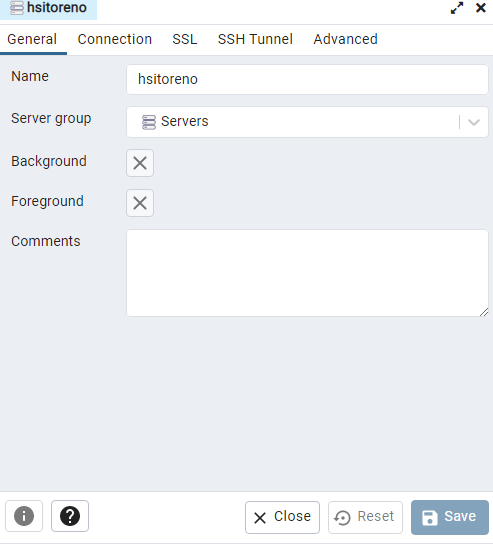 hsitoreno
General Connection SSL SSH Tunnel Advanced
Name hsitoreno
Server group Servers
Background
Foreground
Comments
Close Reset Save